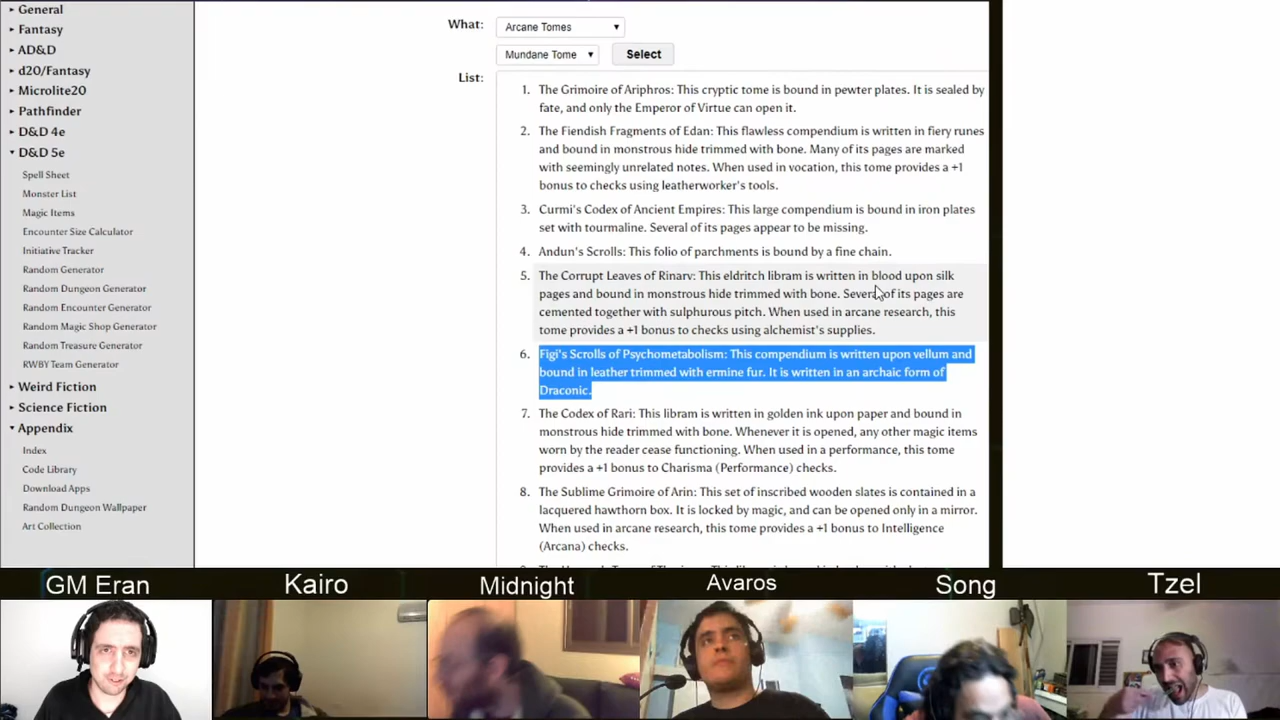 General
Fantasy
AD&D
d20/Fantasy
Microlite20
Pathfinder
D&D 4e
D&D 5e
Spell Sheet
Monster List
Magic Items
Encounter Size Calculator
Initiative Tracker
Random Generator
Random Dungeon Generator
Random Encounter Generator
Random Magic Shop Generator
Random Treasure Generator
RWBY Team Generator
Weird Fiction
Science Fiction
Appendix
Index
Code Library
Download Apps
Random Dungeon Wallpaper
Art Collection
What: Arcane Tomes
Mundane Tome Select
List:
1. The Grimoire of Ariphros: This cryptic tome is bound in pewter plates. It is sealed by
fate, and only the Emperor of Virtue can open it.
2. The Fiendish Fragments of Edan: This flawless compendium is written in fiery runes
and bound in monstrous hide trimmed with bone. Many of its pages are marked
with seemingly unrelated notes. When used in vocation, this tome provides a +1
bonus to checks using leatherworker's tools.
3. Curmi's Codex of Ancient Empires: This large compendium is bound in iron plates
set with tourmaline. Several of its pages appear to be missing.
4. Andun's Scrolls: This folio of parchments is bound by a fine chain.
5. The Corrupt Leaves of Rinarv: This eldritch libram is written in blood upon silk
pages and bound in monstrous hide trimmed with bone. Several of its pages are
cemented together with sulphurous pitch. When used in arcane research, this
tome provides a +1 bonus to checks using alchemist's supplies.
6. Figi's Scrolls of Psychometabolism: This compendium is written upon vellum and
bound in leather trimmed with ermine fur. It is written in an archaic form of
Draconic.
7. The Codex of Rari: This libram is written in golden ink upon paper and bound in
monstrous hide trimmed with bone. Whenever it is opened, any other magic items
worn by the reader cease functioning. When used in a performance, this tome
provides a +1 bonus to Charisma (Performance) checks.
8. The Sublime Grimoire of Arin: This set of inscribed wooden slates is contained in a
lacquered hawthorn box. It is locked by magic, and can be opened only in a mirror.
When used in arcane research, this tome provides a +1 bonus to Intelligence
(Arcana) checks.
GM Eran
Kairo
Midnight
Avaros
Song
Tzel